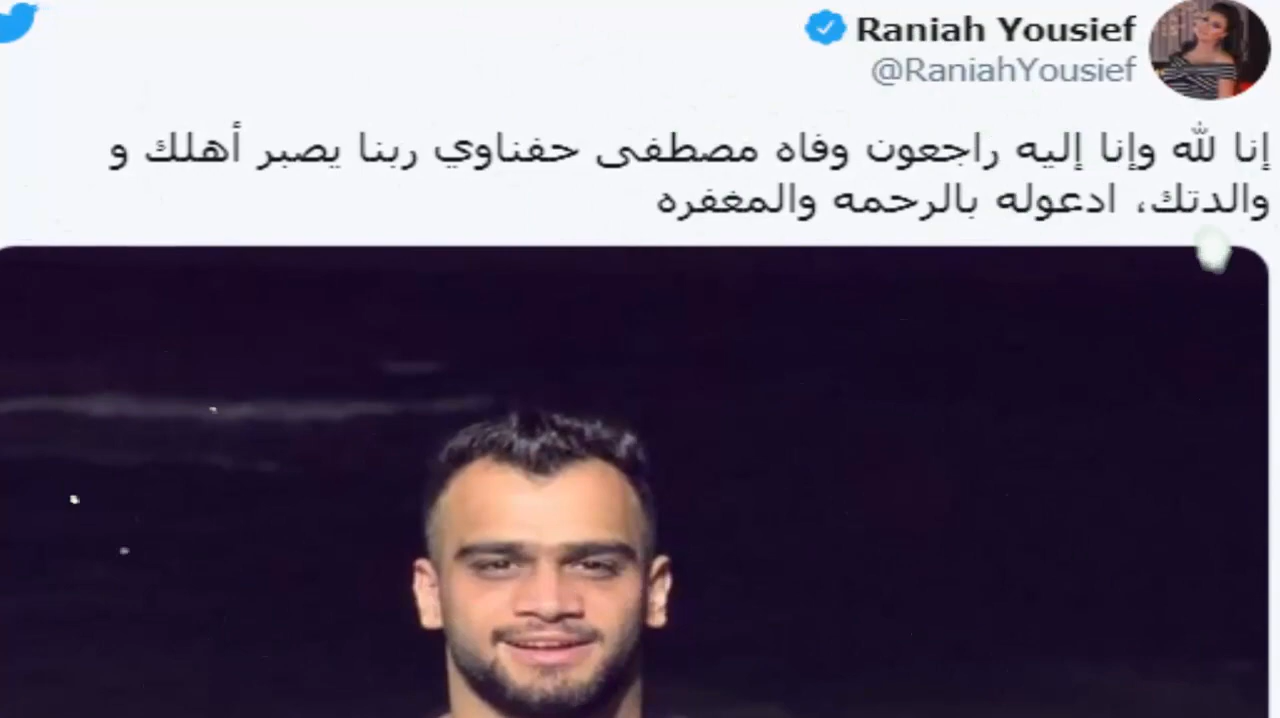 Raniah Yousief
@RaniahYousief
إنا لله وإنا إليه راجعون وفاه مصطفى حفناوي ربنا يصبر أهلك و
والدتك، ادعوله بالرحمه والمغفره